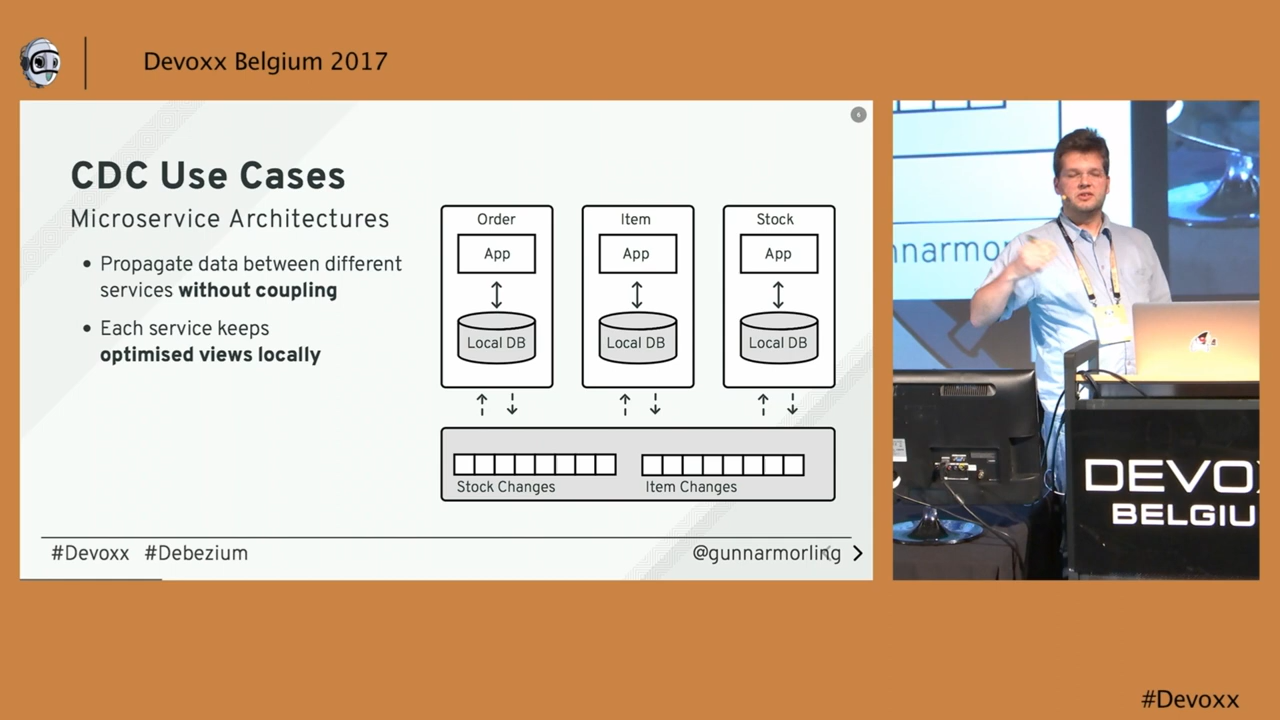 Devoxx Belgium 2017
6
CDC Use Cases
Microservice Architectures
• Propagate data between different
services without coupling
• Each service keeps
optimised views locally
Order
Item
Stock
App
App
App
Local DB
Local DB
Local DB
Stock Changes
Item Changes
#Devoxx #Debezium
@gunnarmorling
nnarmor
DEVO
BELGIU
#Devoxx